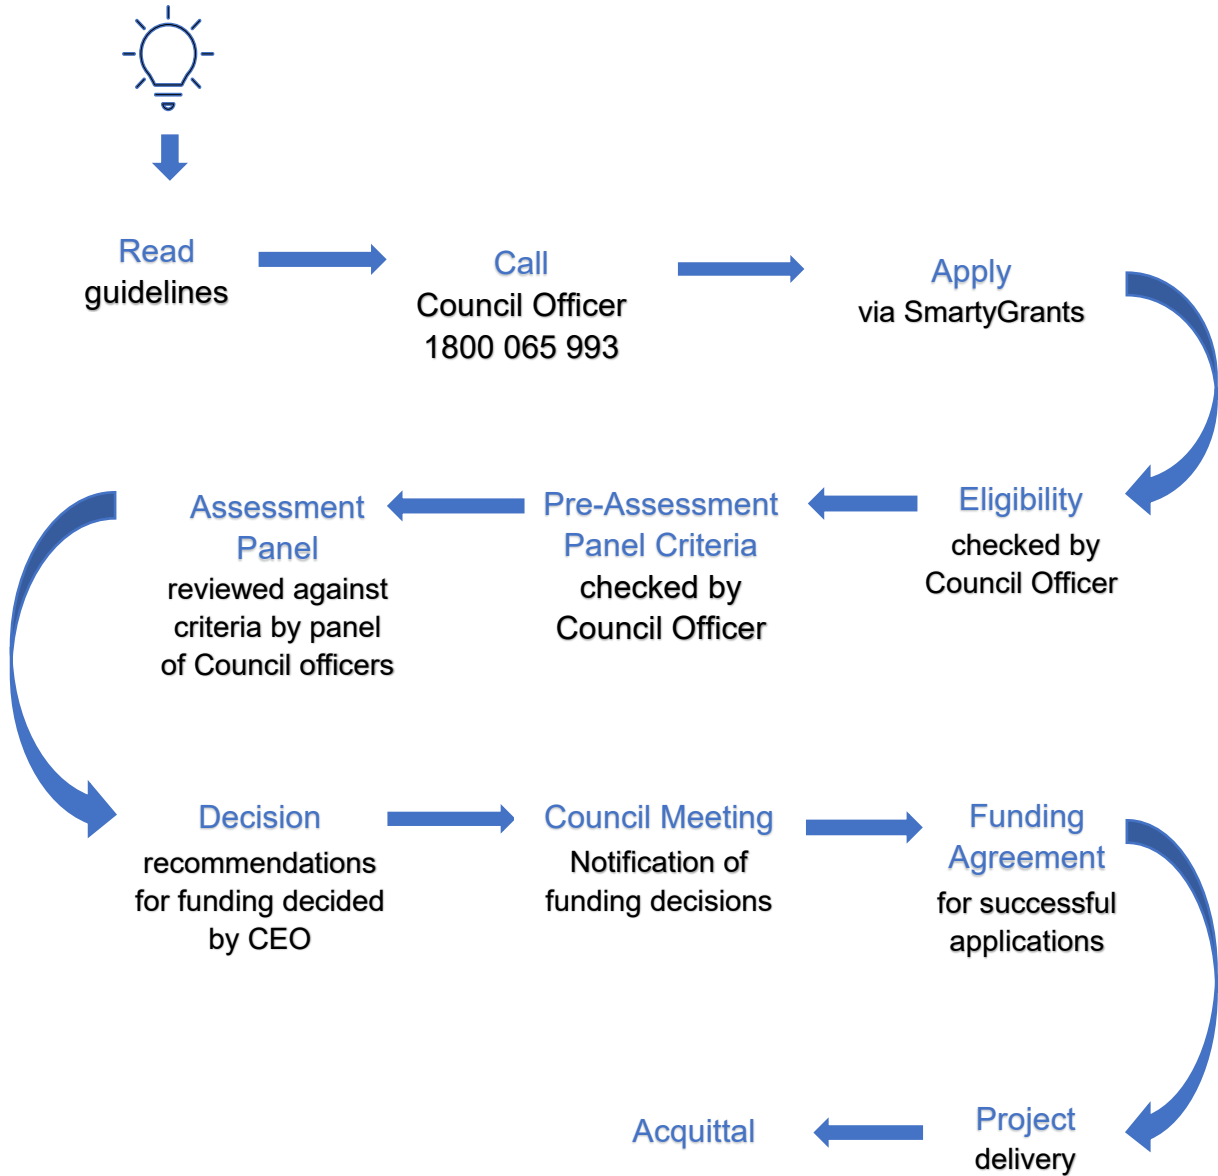 Read
guidelines
Call
Council Officer
1800 065 993
Apply
via SmartyGrants
Eligibility
checked by
Council Officer
Pre-Assessment
Panel Criteria
checked by
Council Officer
Assessment
Panel
reviewed against
criteria by panel
of Council officers
Decision
recommendations
for funding decided
by CEO
Council Meeting
Notification of
funding decisions
Funding
Agreement
for successful
applications
Project
delivery
Acquittal